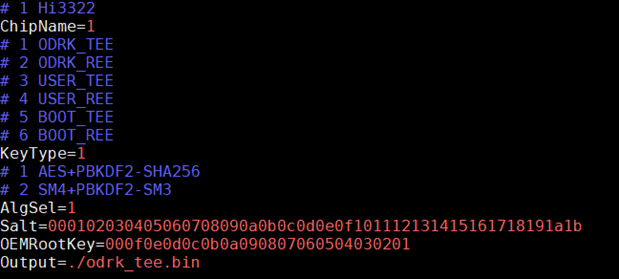 # 1 Hi3322
ChipName=1
# 1 ODRK_TEE
# 2 ODRK_REE
# 3 USER_TEE
# 4 USER_REE
# 5 BOOT_TEE
# 6 BOOT_REE
KeyType=1
# 1 AES+PBKDF2-SHA256
# 2 SM4+PBKDF2-SM3
AlgSel=1
Salt=000102030405060708090a0b0c0d0e0f101112131415161718191a1b
OEMRootKey=000f0e0d0c0b0a090807060504030201
Output=./odrk_tee.bin